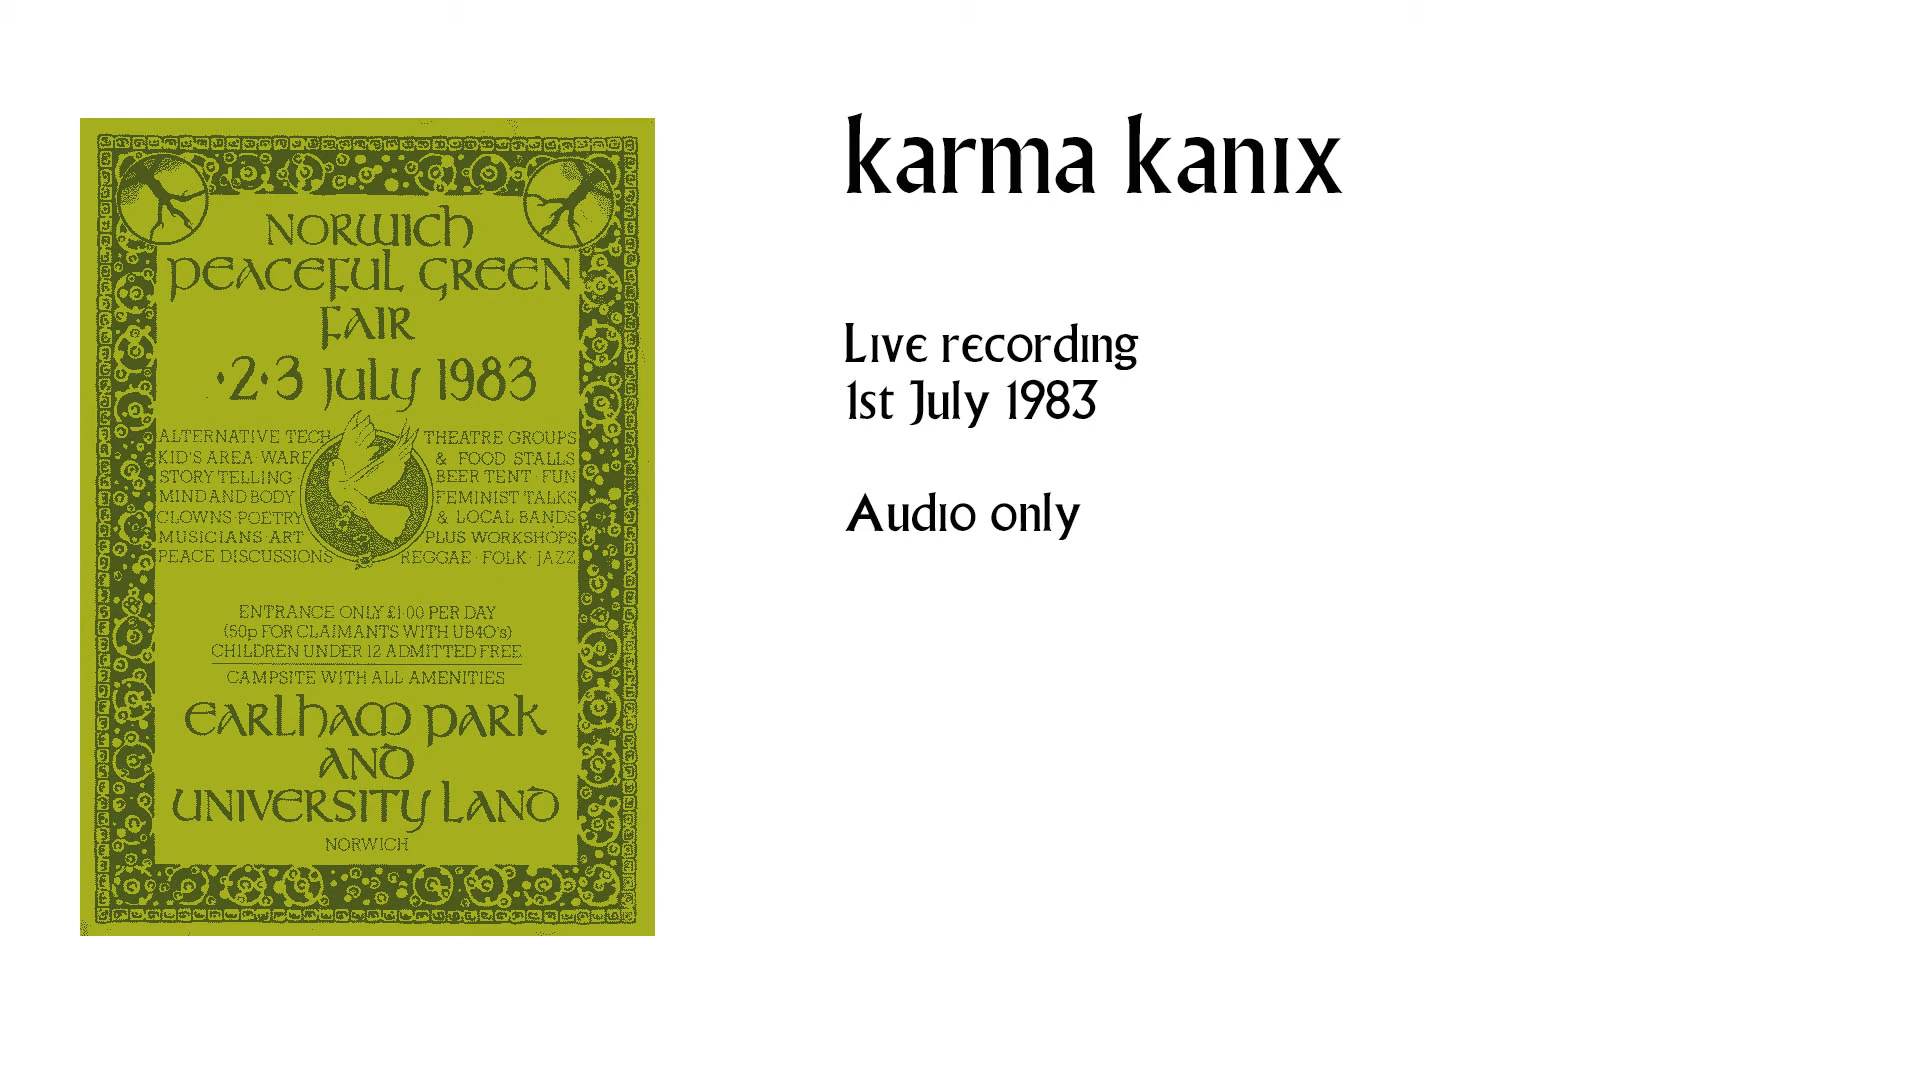 NORWICH
PEACEFUL GREEN
FAIR
·2·3 July 1983
ALTERNATIVE TECH
KID'S AREA·WARE
STORY TELLING
MIND AND BODY
CLOWNS·POETRY
MUSICIANS·ART
PEACE DISCUSSIONS
THEATRE GROUPS
& FOOD STALLS
BEER TENT·FUN
FEMINIST TALKS
& LOCAL BANDS
PLUS WORKSHOPS
REGGAE·FOLK·JAZZ
ENTRANCE ONLY £1·00 PER DAY
(50p FOR CLAIMANTS WITH UB40's)
CHILDREN UNDER 12 ADMITTED FREE
CAMPSITE WITH ALL AMENITIES
EARLHAM PARK
AND
UNIVERSITY LAND
NORWICH
karma kanix
Live recording
1st July 1983
Audio only